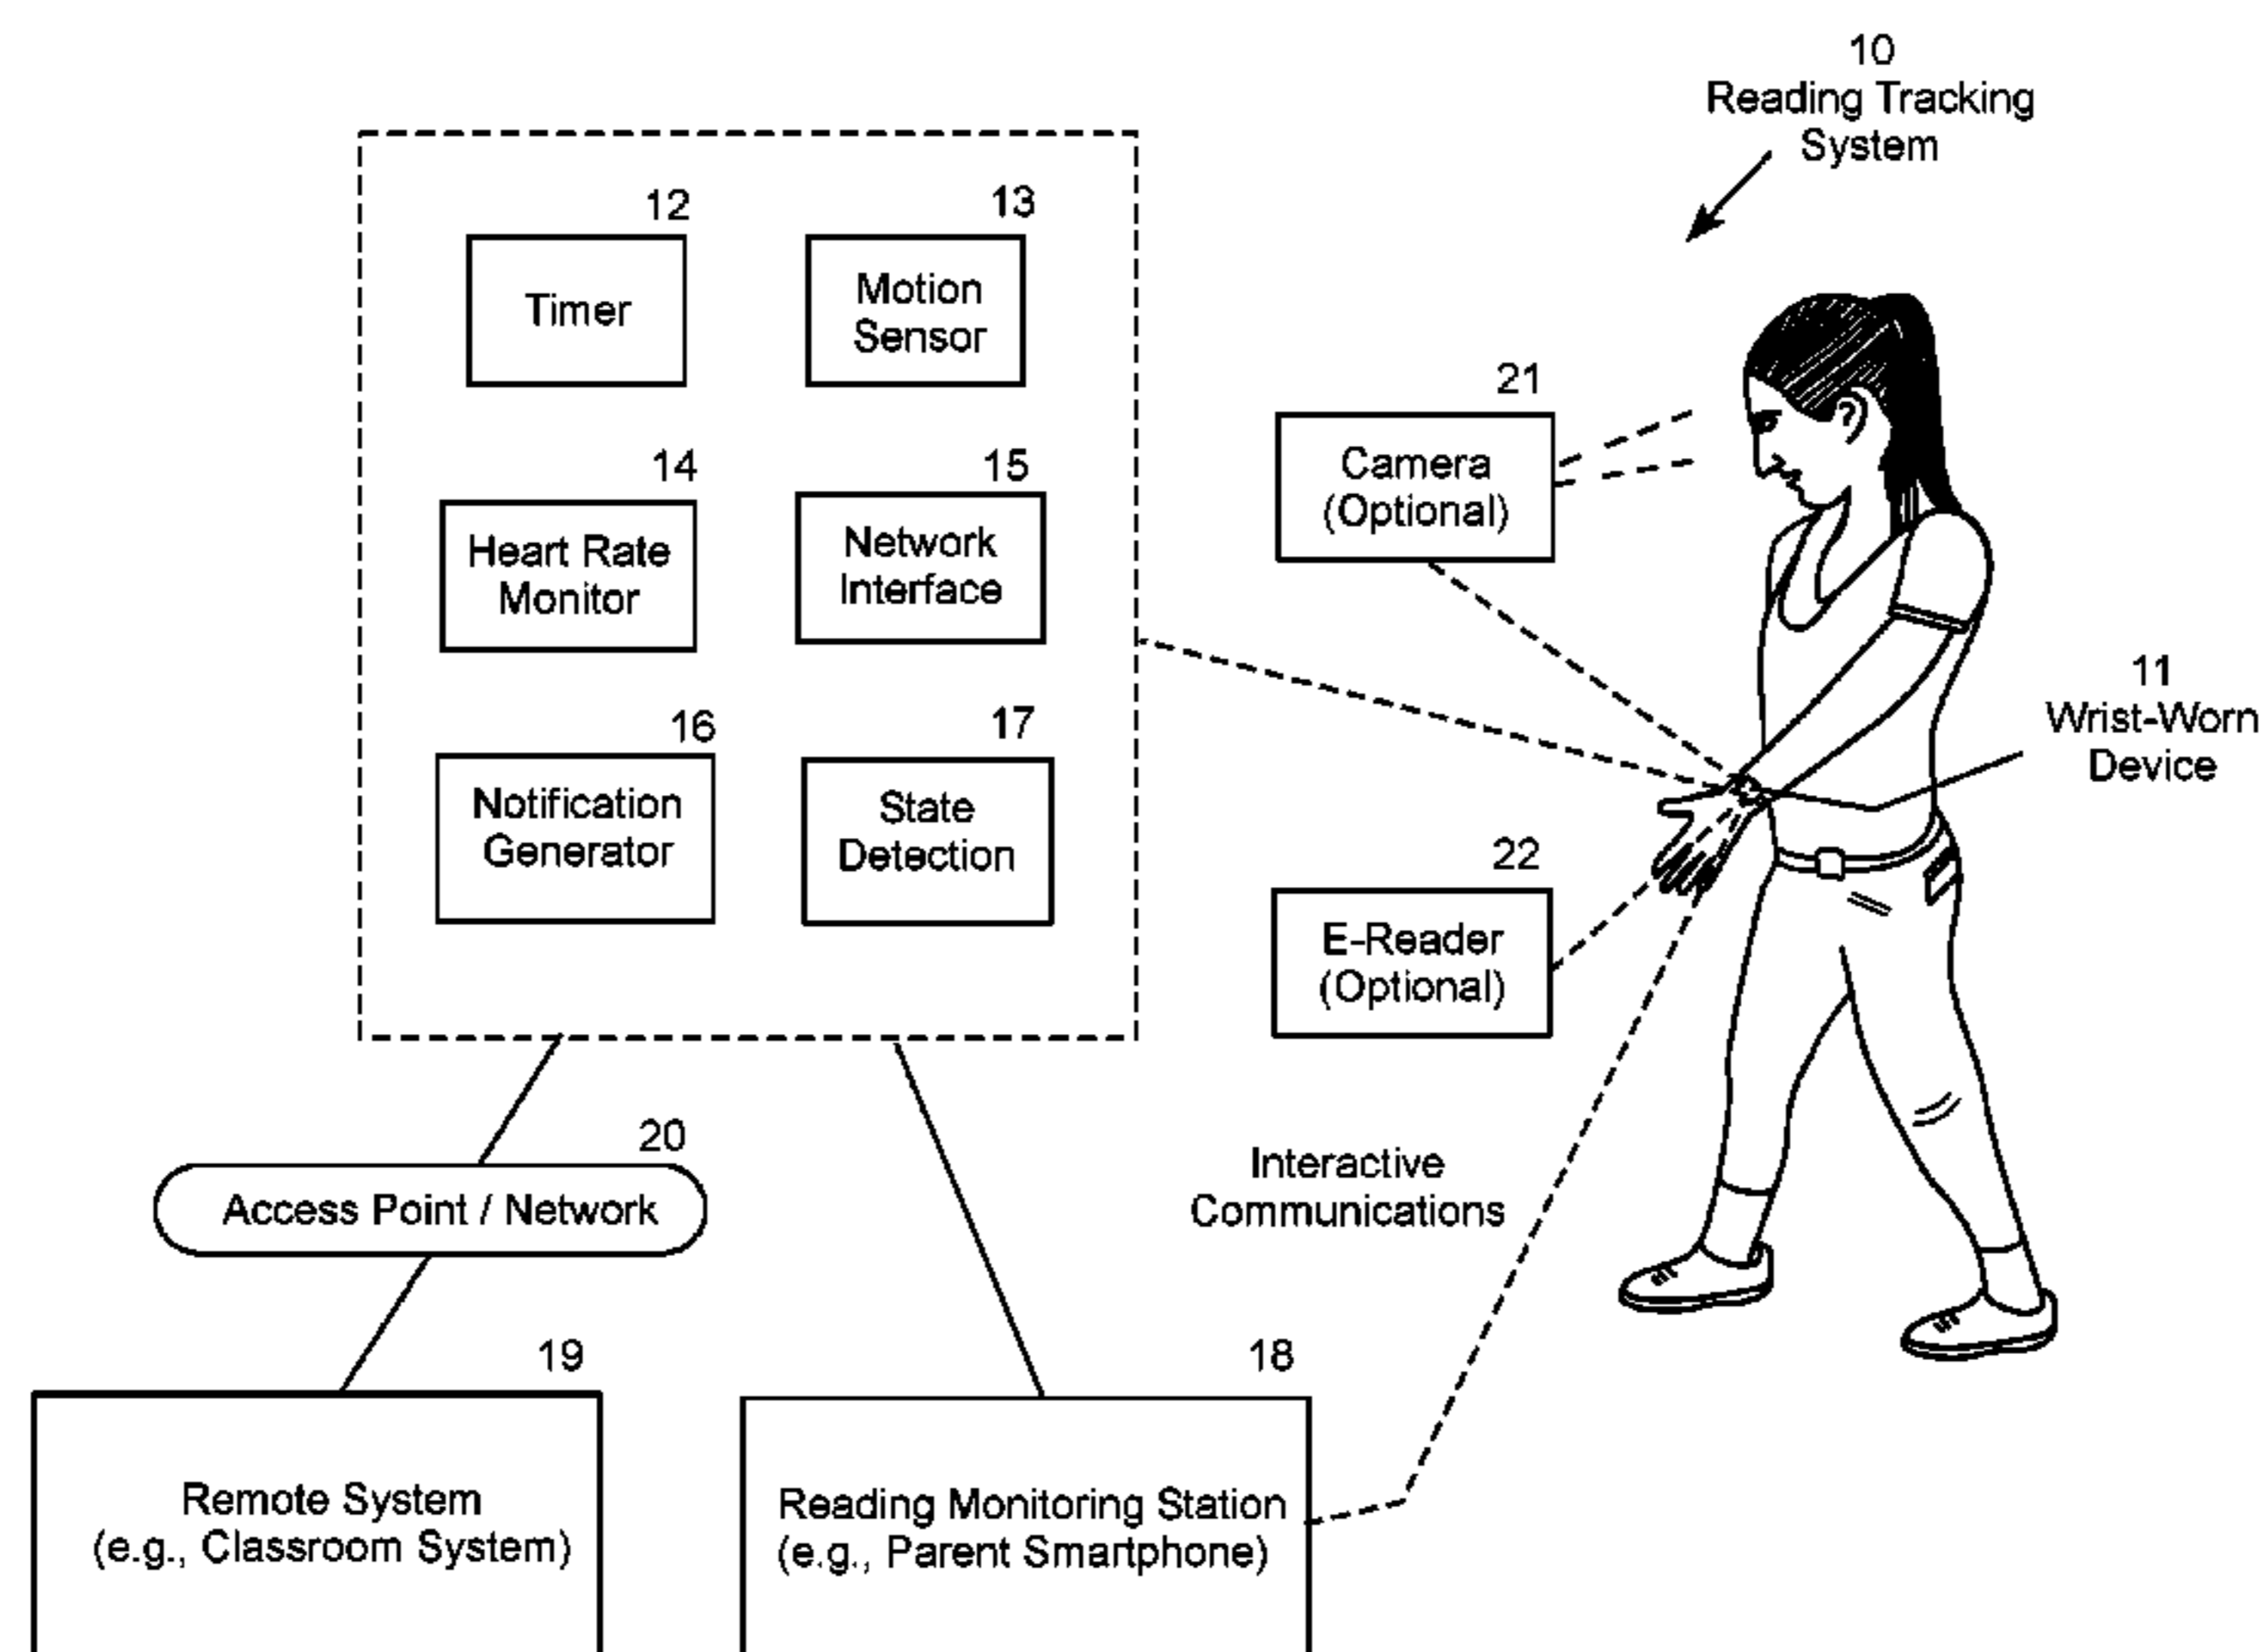 10
Reading Tracking
System
12
Timer
13
Motion
Sensor
14
Heart Rate
Monitor
15
Network
Interface
16
Notification
Generator
17
State
Detection
21
Camera
(Optional)
11
Wrist-Worn
Device
22
E-Reader
(Optional)
20
Access Point / Network
Interactive
Communications
19
Remote System
(e.g., Classroom System)
18
Reading Monitoring Station
(e.g., Parent Smartphone)